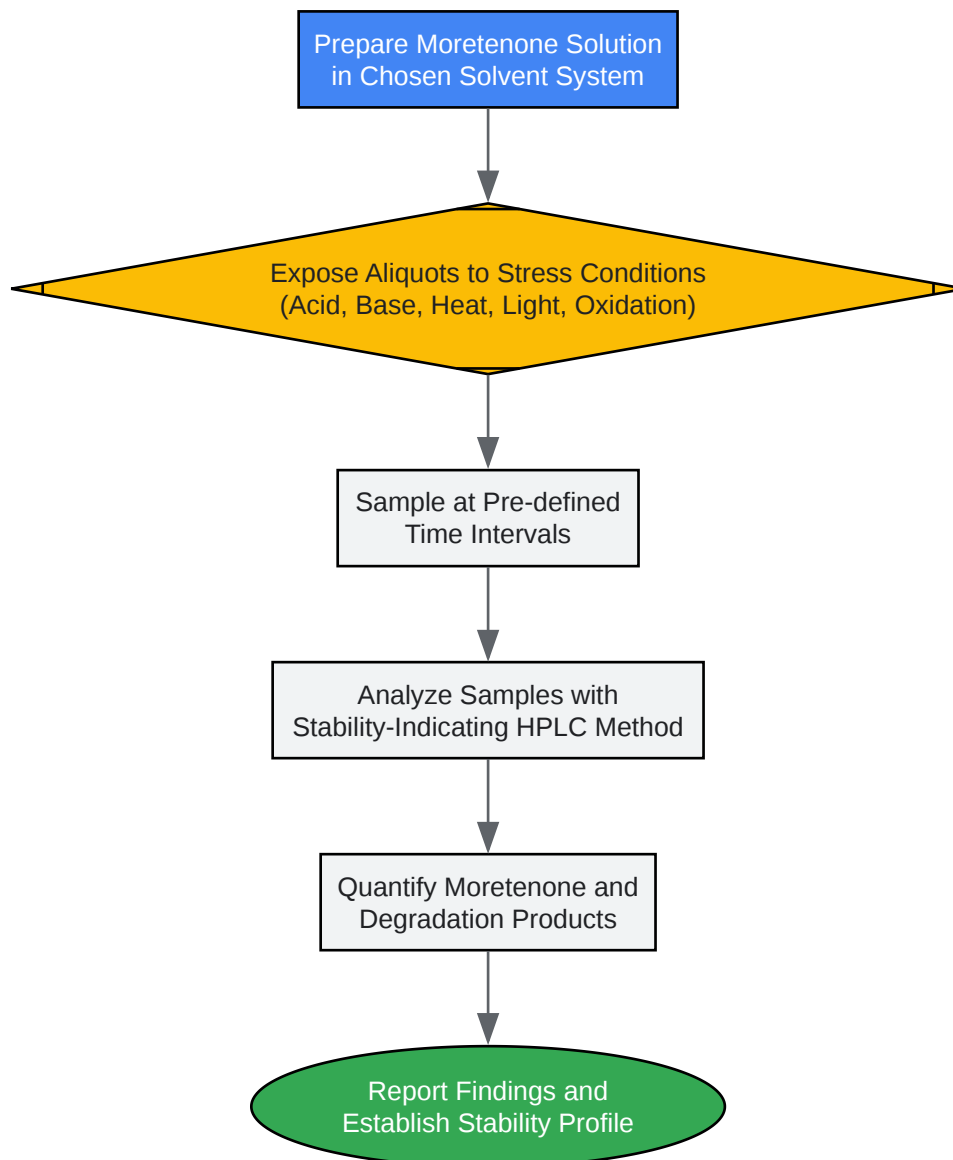 Prepare Moretenone Solution
in Chosen Solvent System
Expose Aliquots to Stress Conditions
(Acid, Base, Heat, Light, Oxidation)
Sample at Pre-defined
Time Intervals
Analyze Samples with
Stability-Indicating HPLC Method
Quantify Moretenone and
Degradation Products
Report Findings and
Establish Stability Profile